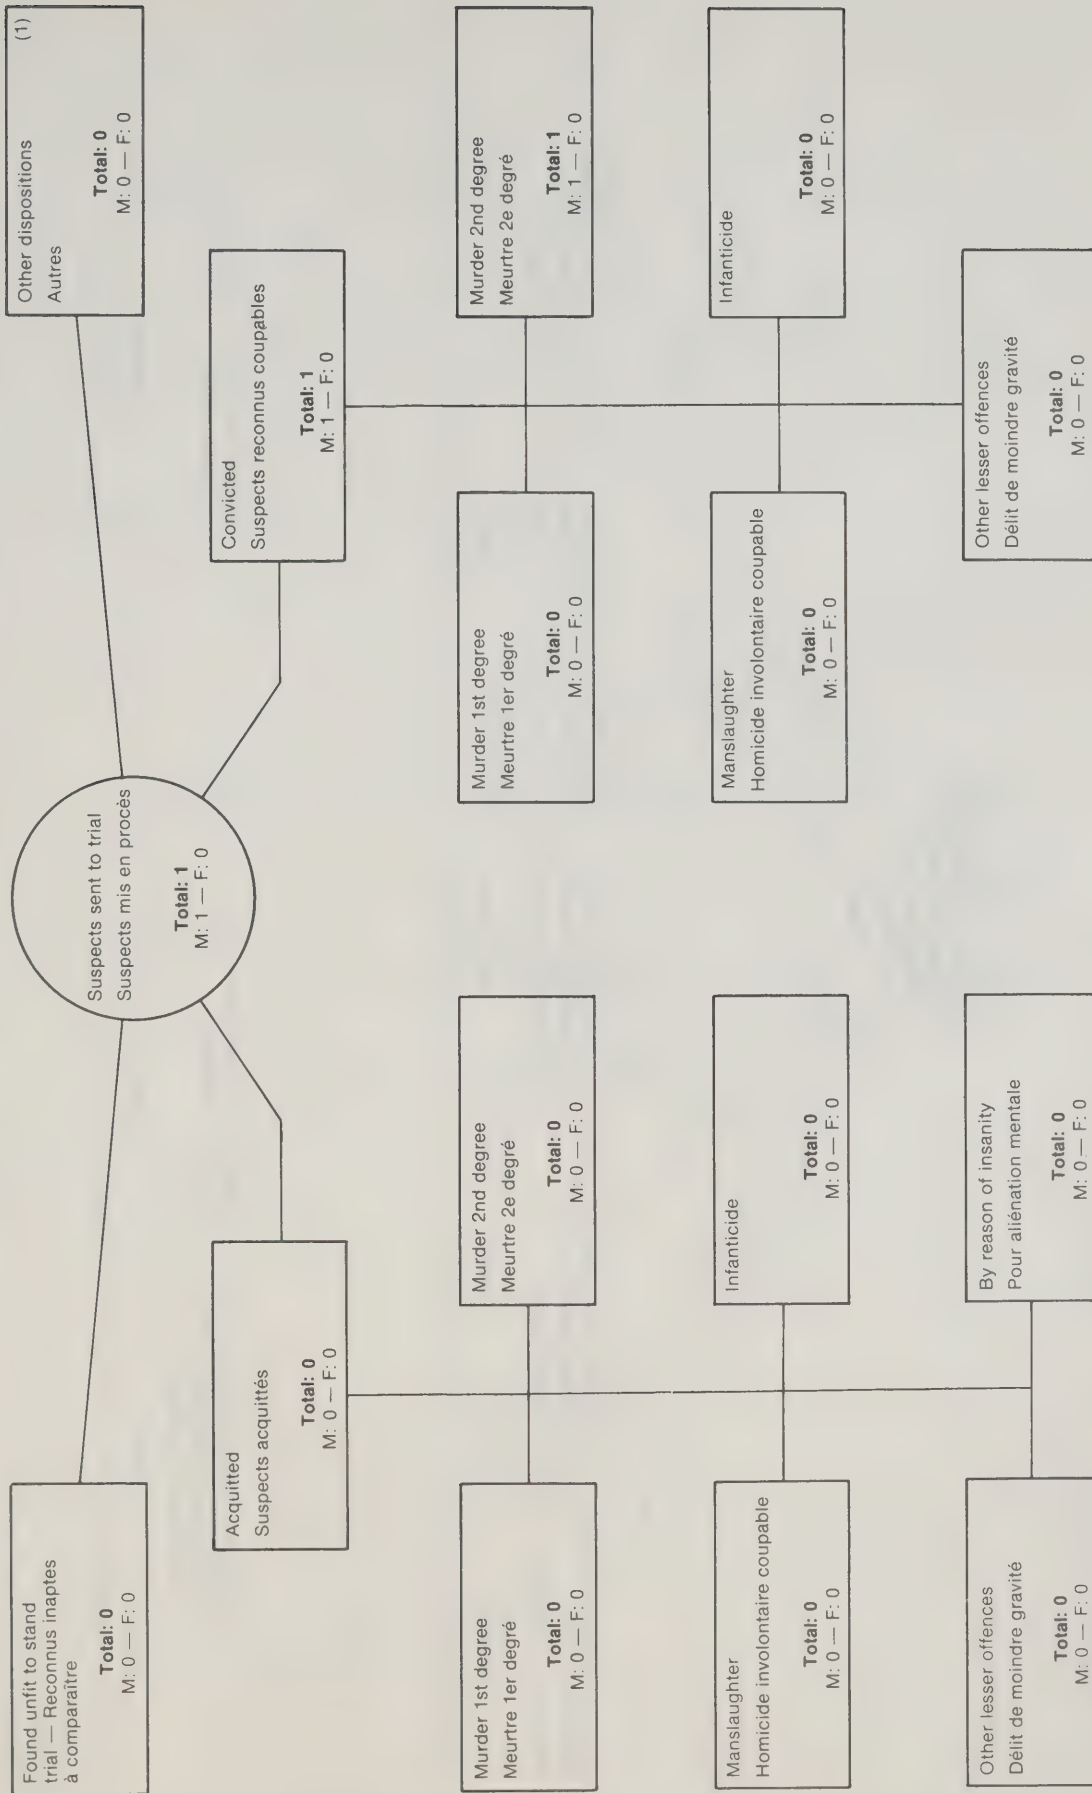 Found unfit to stand
trial — Reconnus inaptes
à comparaître
Total: 0
M: 0 — F: 0
Suspects sent to trial
Suspects mis en procès
Total: 1
M: 1 — F: 0
Other dispositions
Autres
(1)
Total: 0
M: 0 — F: 0
Acquitted
Suspects acquittés
Total: 0
M: 0 — F: 0
Convicted
Suspects reconnus coupables
Total: 1
M: 1 — F: 0
Murder 1st degree
Meurtre 1er degré
Total: 0
M: 0 — F: 0
Murder 2nd degree
Meurtre 2e degré
Total: 0
M: 0 — F: 0
Murder 1st degree
Meurtre 1er degré
Total: 0
M: 0 — F: 0
Murder 2nd degree
Meurtre 2e degré
Total: 1
M: 1 — F: 0
Manslaughter
Homicide involontaire coupable
Total: 0
M: 0 — F: 0
Infanticide
Total: 0
M: 0 — F: 0
Manslaughter
Homicide involontaire coupable
Total: 0
M: 0 — F: 0
Infanticide
Total: 0
M: 0 — F: 0
Other lesser offences
Délit de moindre gravité
Total: 0
M: 0 — F: 0
By reason of insanity
Pour aliénation mentale
Total: 0
M: 0 — F: 0
Other lesser offences
Délit de moindre gravité
Total: 0
M: 0 — F: 0